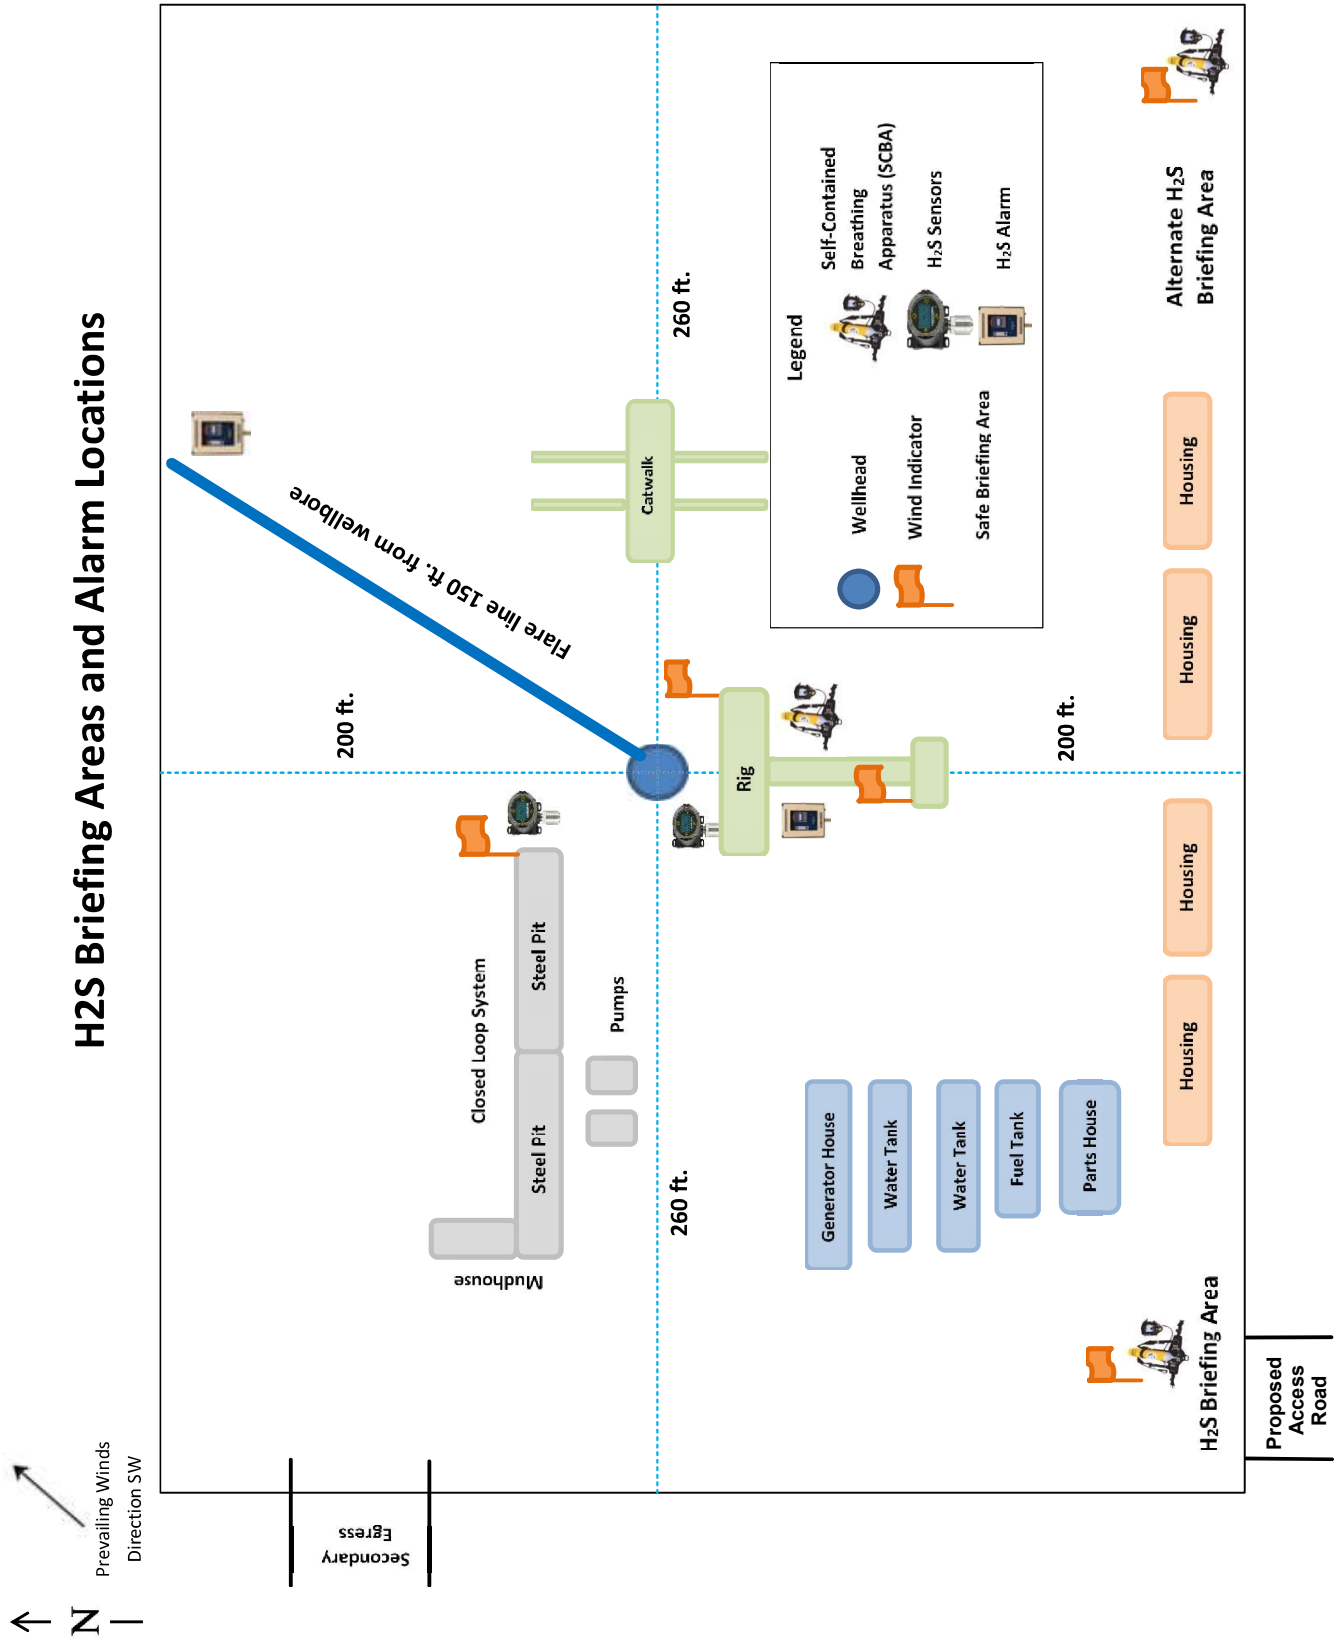 H2S Briefing Areas and Alarm Locations
Prevailing Winds
Direction SW
N
Secondary
Egress
200 ft.
Flare line 150 ft. from wellbore
Closed Loop System
Mudhouse
Steel Pit
Steel Pit
Pumps
260 ft.
260 ft.
Catwalk
Rig
200 ft.
Legend
Wellhead
Wind Indicator
Safe Briefing Area
Self-Contained
Breathing
Apparatus (SCBA)
H₂S Sensors
H₂S Alarm
Generator House
Water Tank
Water Tank
Fuel Tank
Parts House
Housing
Housing
Housing
Housing
H₂S Briefing Area
Alternate H₂S
Briefing Area
Proposed
Access
Road